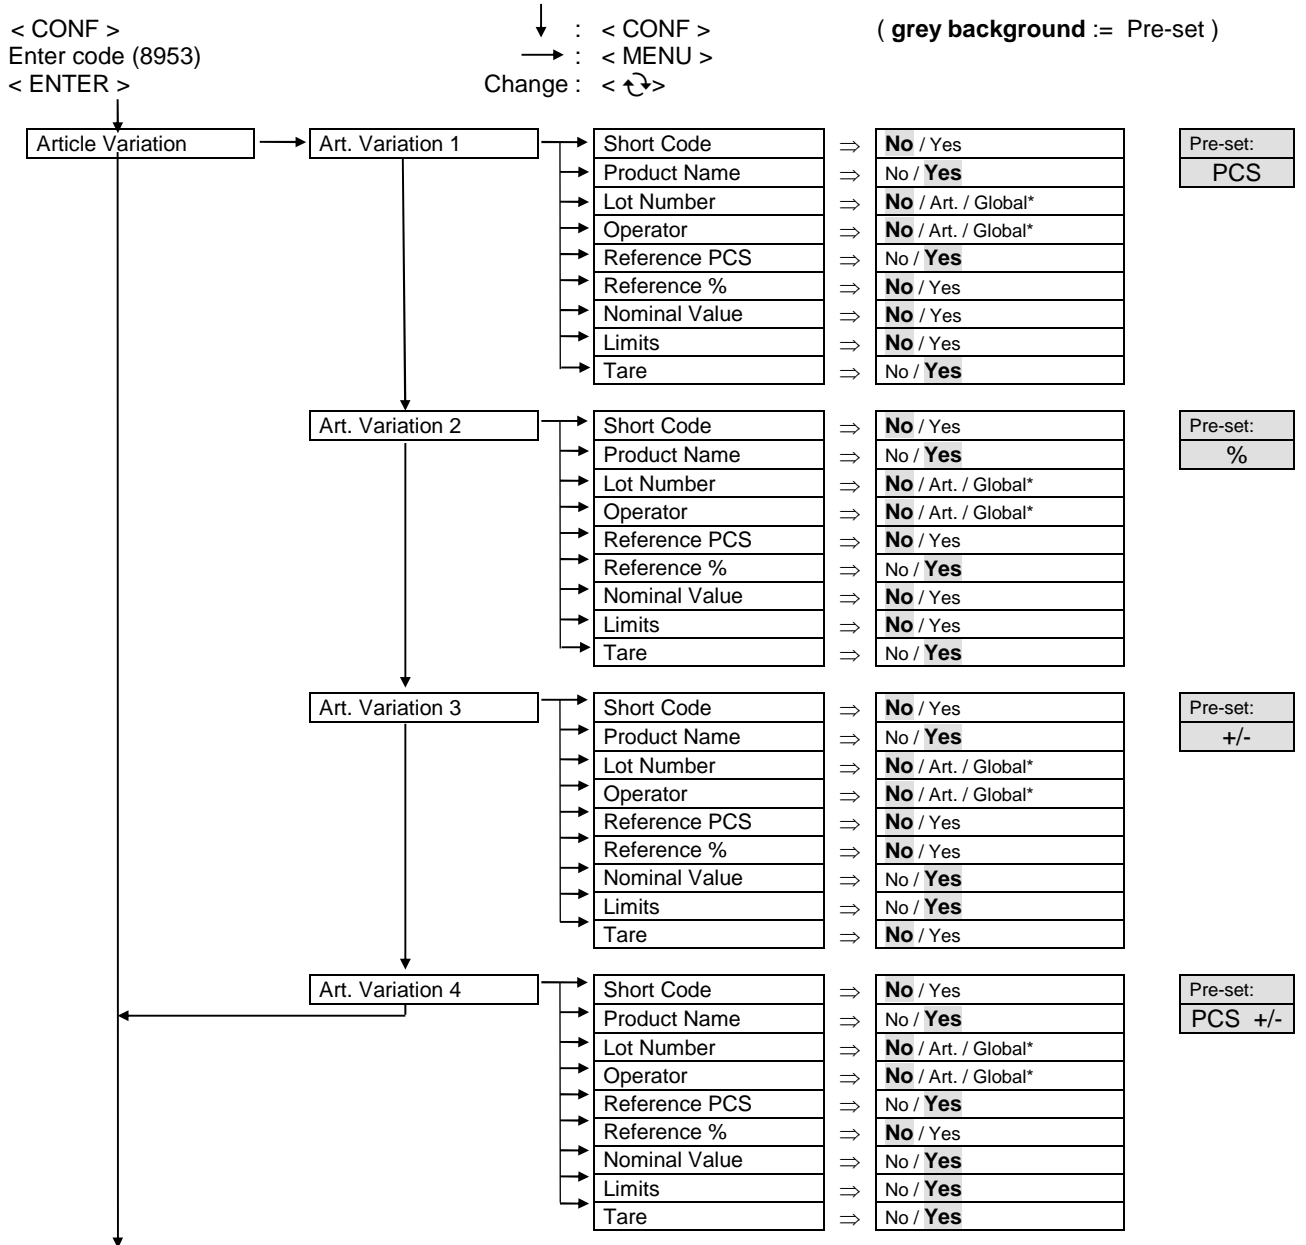 < CONF > : < CONF > ( grey background := Pre-set )
Enter code (8953) : < MENU >
< ENTER > Change : < >
Article Variation Art. Variation 1 Short Code ⇒ No / Yes Pre-set:
Product Name ⇒ No / Yes PCS
Lot Number ⇒ No / Art. / Global*
Operator ⇒ No / Art. / Global*
Reference PCS ⇒ No / Yes
Reference % ⇒ No / Yes
Nominal Value ⇒ No / Yes
Limits ⇒ No / Yes
Tare ⇒ No / Yes
Art. Variation 2 Short Code ⇒ No / Yes Pre-set:
Product Name ⇒ No / Yes %
Lot Number ⇒ No / Art. / Global*
Operator ⇒ No / Art. / Global*
Reference PCS ⇒ No / Yes
Reference % ⇒ No / Yes
Nominal Value ⇒ No / Yes
Limits ⇒ No / Yes
Tare ⇒ No / Yes
Art. Variation 3 Short Code ⇒ No / Yes Pre-set:
Product Name ⇒ No / Yes +/-
Lot Number ⇒ No / Art. / Global*
Operator ⇒ No / Art. / Global*
Reference PCS ⇒ No / Yes
Reference % ⇒ No / Yes
Nominal Value ⇒ No / Yes
Limits ⇒ No / Yes
Tare ⇒ No / Yes
Art. Variation 4 Short Code ⇒ No / Yes Pre-set:
Product Name ⇒ No / Yes PCS +/-
Lot Number ⇒ No / Art. / Global*
Operator ⇒ No / Art. / Global*
Reference PCS ⇒ No / Yes
Reference % ⇒ No / Yes
Nominal Value ⇒ No / Yes
Limits ⇒ No / Yes
Tare ⇒ No / Yes